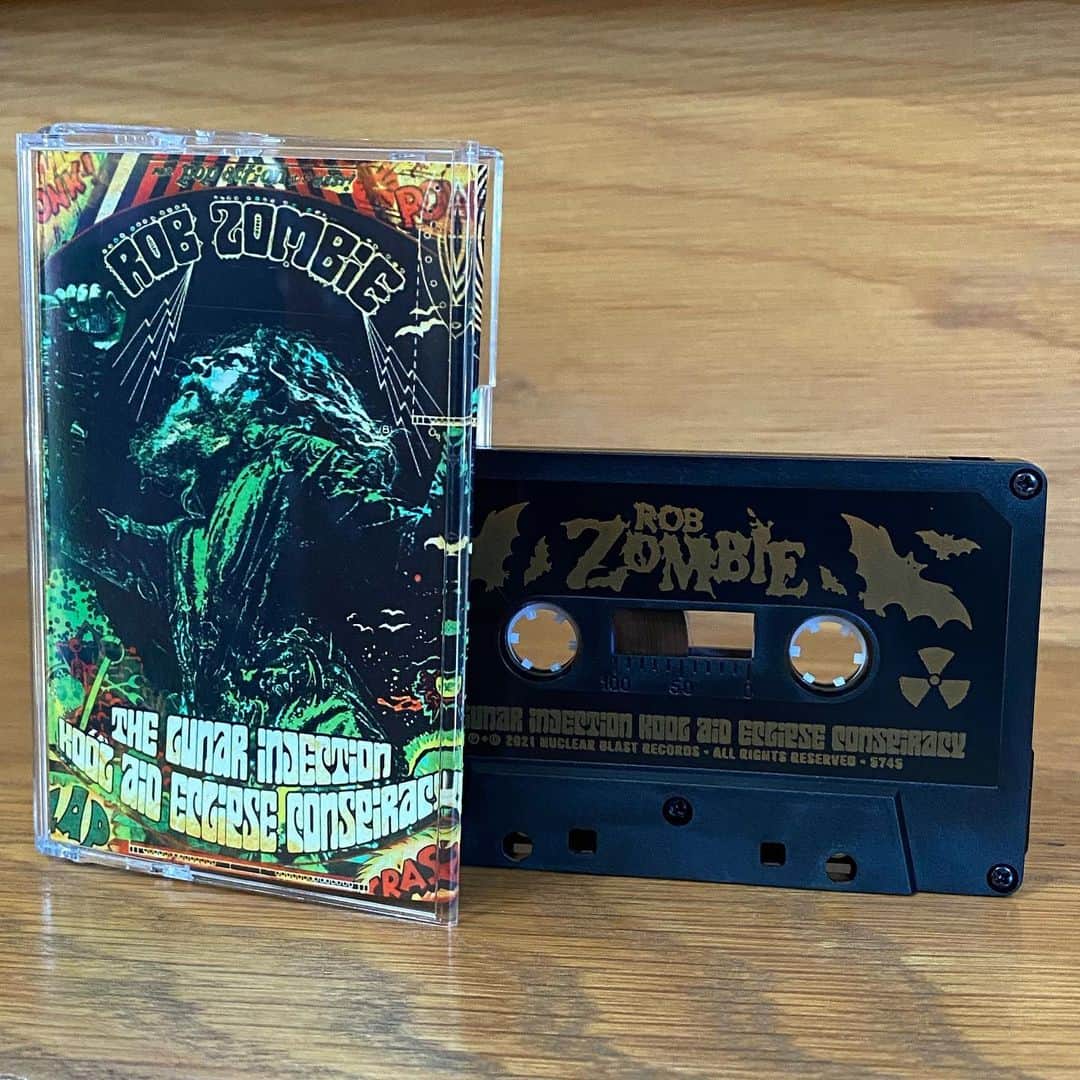 ROB ZOMBiE
THE LUNAR iNJECTiON
KOOL AiD ECLiPSE CONSPiRACY
CRASH
(B)
ROB
ZOMBiE
100 50 0
LUNAR iNJECTiON KOOL AiD ECLiPSE CONSPiRACY
℗+© 2021 NUCLEAR BLAST RECORDS • ALL RIGHTS RESERVED • 5745